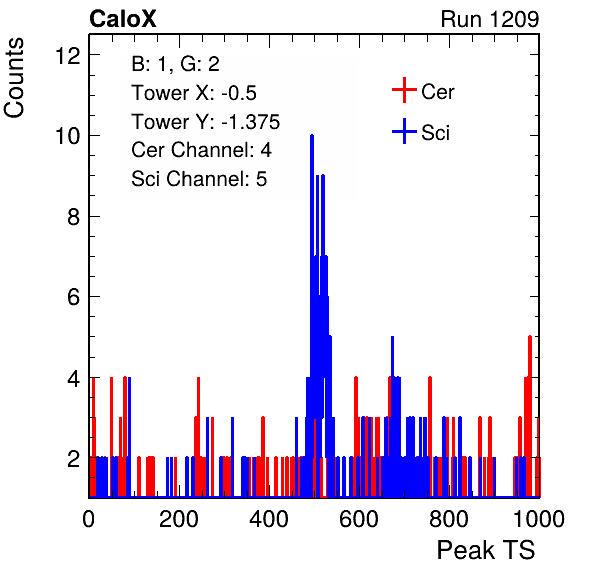 CaloX Run 1209
Counts
B: 1, G: 2
Tower X: -0.5
Tower Y: -1.375
Cer Channel: 4
Sci Channel: 5
Cer
Sci
12
10
8
6
4
2
0 200 400 600 800 1000
Peak TS